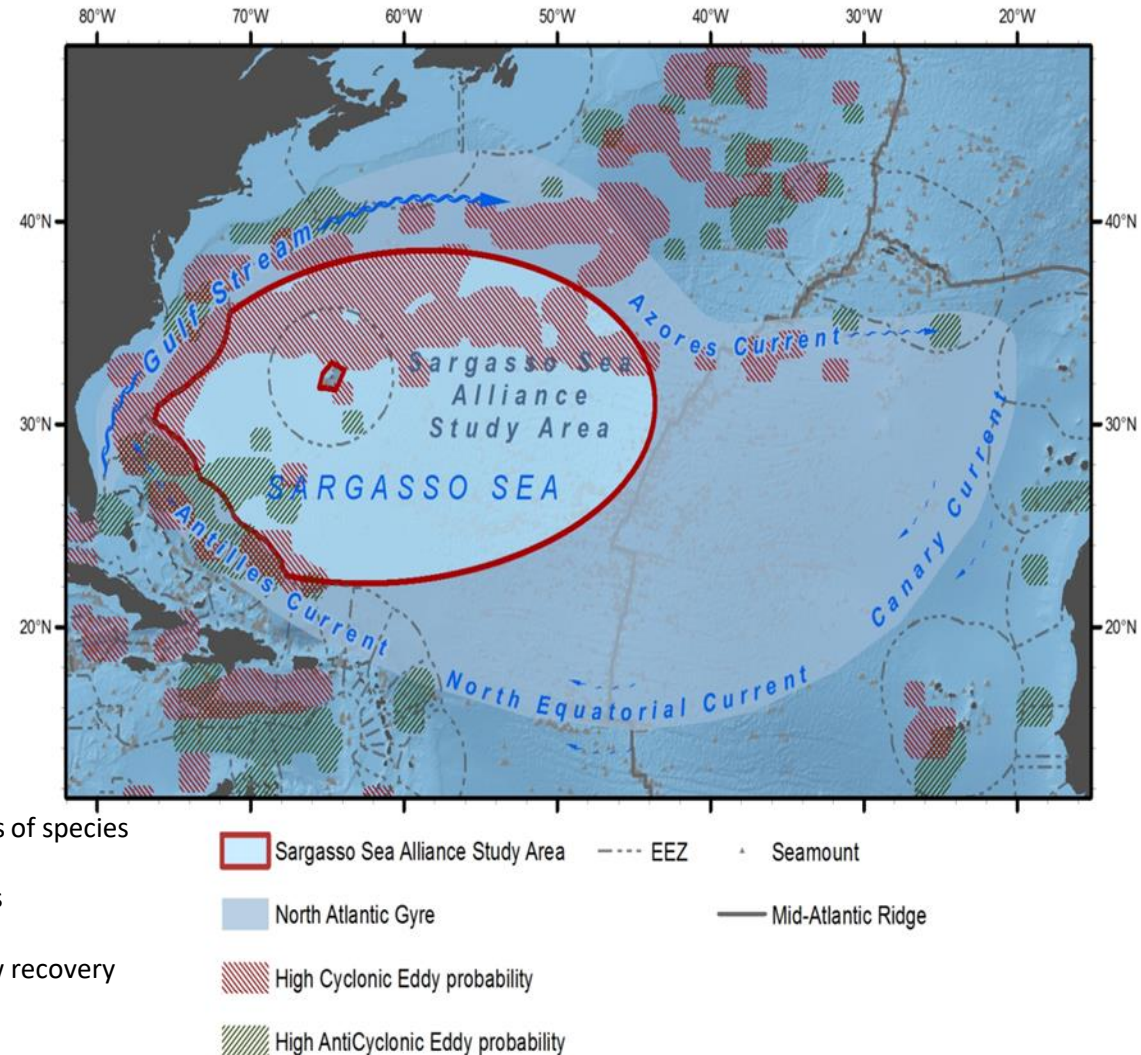 80°W 70°W 60°W 50°W 40°W 30°W 20°W
40°N 40°N
Gulf Stream
Azores Current
Sargasso Sea
Alliance
Study Area
30°N 30°N
SARGASSO SEA
Antilles Current
Canary Current
20°N 20°N
North Equatorial Current
s of species
Sargasso Sea Alliance Study Area EEZ Seamount
s
North Atlantic Gyre Mid-Atlantic Ridge
recovery
High Cyclonic Eddy probability
High AntiCyclonic Eddy probability